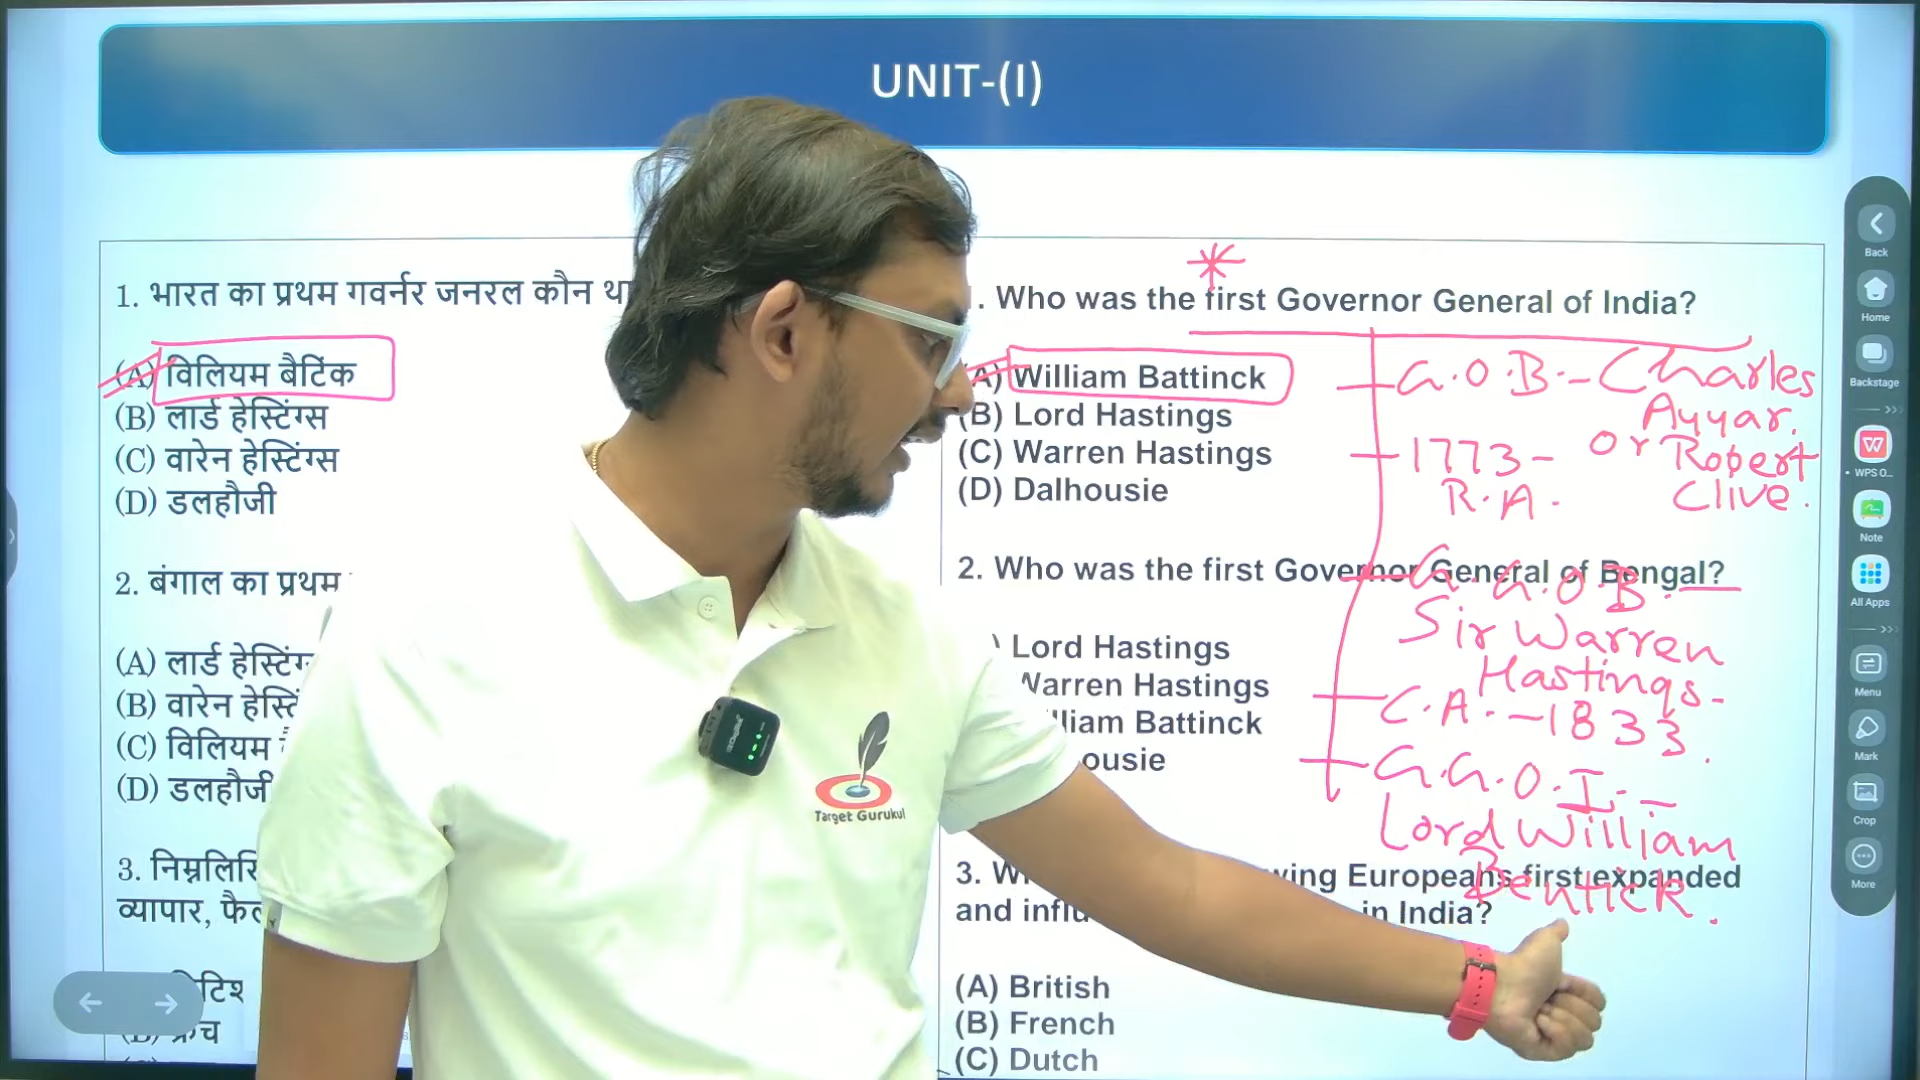 UNIT-(I)
1. भारत का प्रथम गवर्नर जनरल कौन
(A) विलियम बैटिंक
(B) लार्ड हेस्टिंग्स
(C) वारेन हेस्टिंग्स
(D) डलहौजी
2. बंगाल का प्रथम
(A) लार्ड
(B) वारेन
(C) विलियम
(D) डलहौजी
3.
व्यापार,
. Who was the first Governor General of India?
A) William Battinck
(B) Lord Hastings
(C) Warren Hastings
(D) Dalhousie
2. Who was the first Governor General of Bengal?
Lord Hastings
Warren Hastings
lliam Battinck
ousie
3. Europeans first expanded
and in India?
(A) British
(B) French
(C) Dutch
G.O.B.- Charles
Ayyar.
or Robert
Clive.
1773-
R.A.
G.G.O.B.-
Sir Warren
Hastings-
C.A.-1833.
G.G.O.I.-
Lord William
Bentick.
Target Gurukul
Back
Home
Backstage
WPS O...
Note
All Apps
Menu
Mark
Crop
More